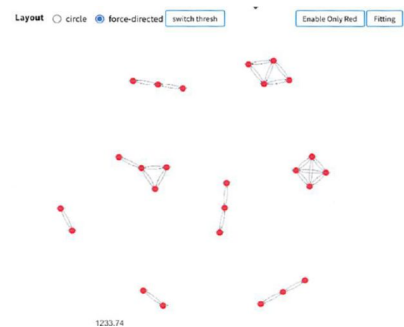 Layout circle force-directed switch thresh Enable Only Red Fitting
1233.74